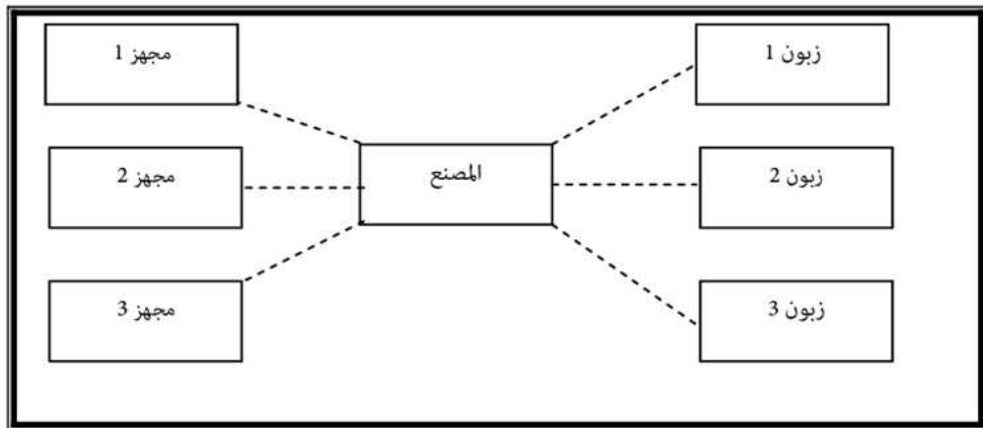 مجهز 1
زبون 1
المصنع
مجهز 2
زبون 2
مجهز 3
زبون 3